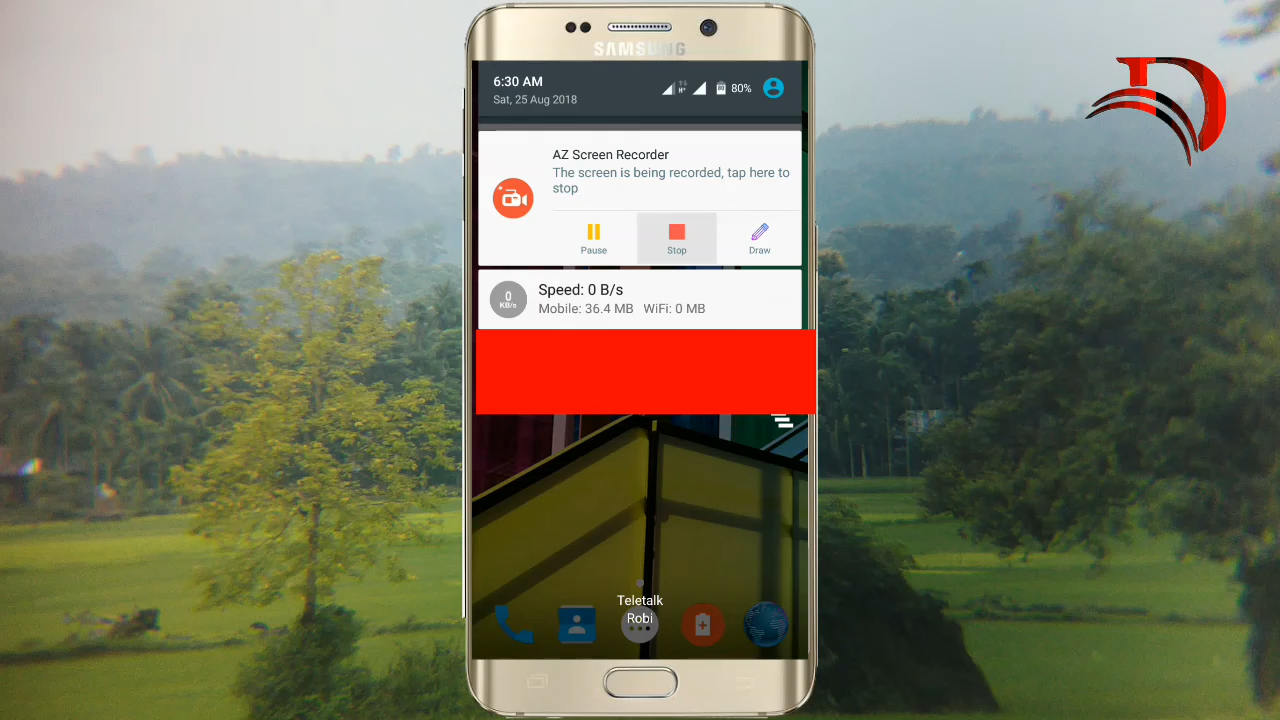 SAMSUNG
6:30 AM
Sat, 25 Aug 2018
80%
AZ Screen Recorder
The screen is being recorded, tap here to
stop
Pause Stop Draw
0
KB/s
Speed: 0 B/s
Mobile: 36.4 MB WiFi: 0 MB
Teletalk
Robi